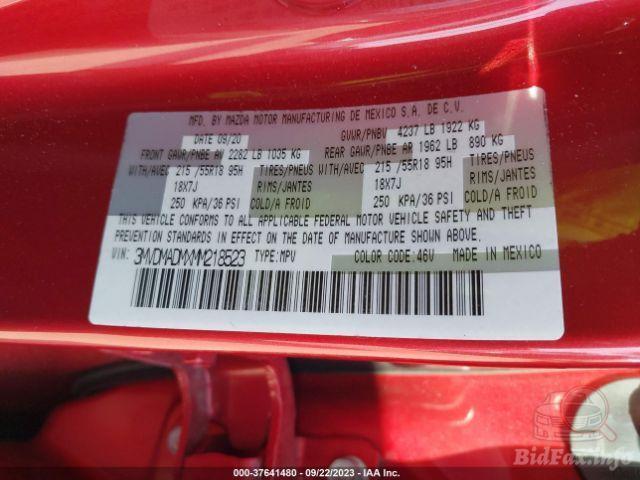 MFD. BY MAZDA MOTOR MANUFACTURING DE MEXICO S.A. DE C.V.
DATE 09/20 GVWR/PNBV 4237 LB 1922 KG
FRONT GAWR/PNBE AV 2282 LB 1035 KG REAR GAWR/PNBE AR 1962 LB 890 KG
WITH/AVEC 215 /55R18 95H TIRES/PNEUS WITH/AVEC 215 /55R18 95H TIRES/PNEUS
18X7J RIMS/JANTES 18X7J RIMS/JANTES
250 KPA/36 PSI COLD/A FROID 250 KPA/36 PSI COLD/A FROID
THIS VEHICLE CONFORMS TO ALL APPLICABLE FEDERAL MOTOR VEHICLE SAFETY AND THEFT
PREVENTION STANDARDS IN EFFECT ON THE DATE OF MANUFACTURE SHOWN ABOVE.
VIN: 3MVDMADMXMM218523 TYPE:MPV COLOR CODE:46V MADE IN MEXICO
BidFax.info
000-37641480 - 09/22/2023 - IAA Inc.